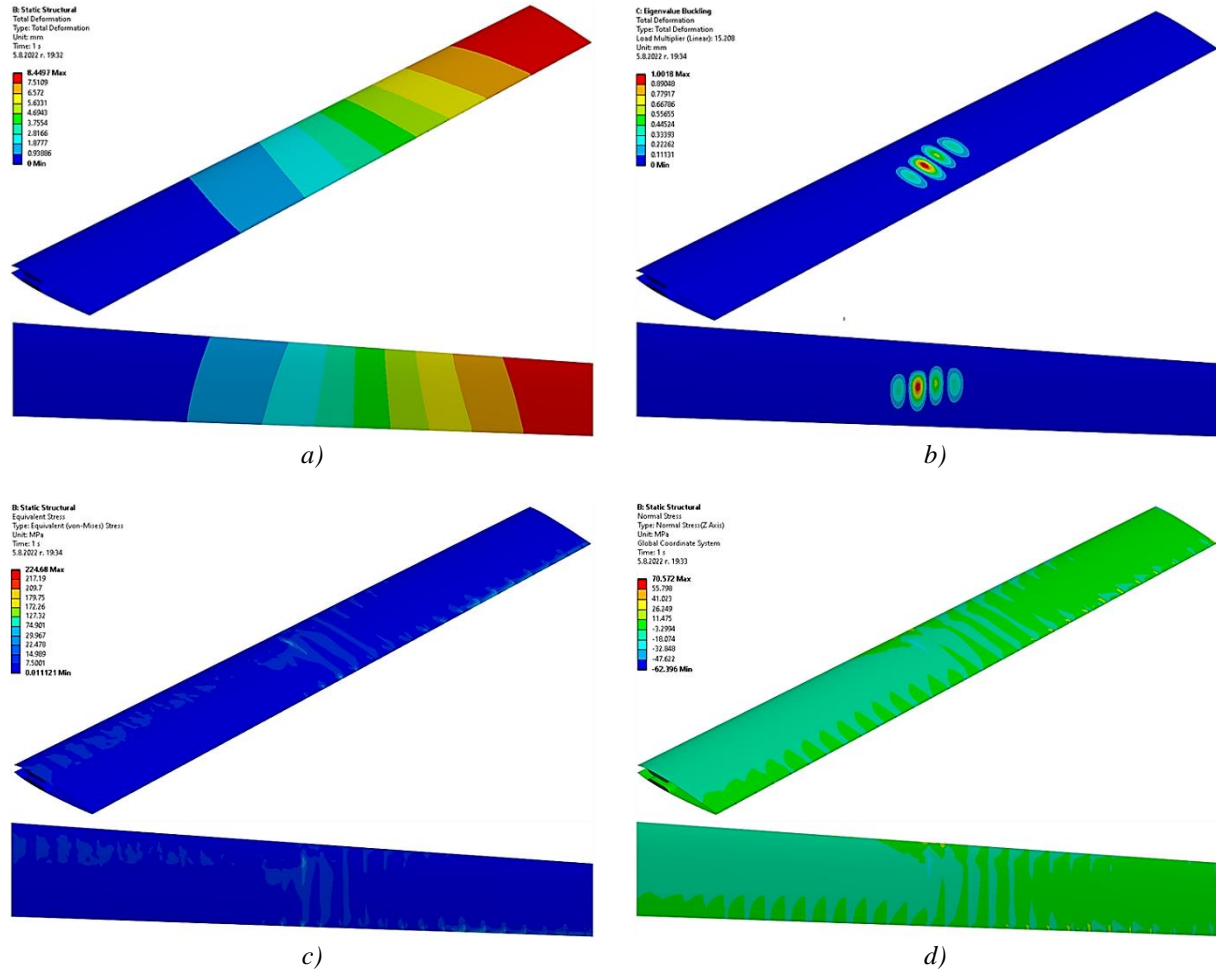 B: Static Structural
Total Deformation
Type: Total Deformation
Unit: mm
Time: 1 s
5.8.2022 г. 19:32
8.4497 Max
7.5109
6.572
5.6331
4.6943
3.7554
2.8166
1.8777
0.93886
0 Min
a)
C: Eigenvalue Buckling
Total Deformation
Type: Total Deformation
Load Multiplier (Linear): 15.208
Unit: mm
5.8.2022 г. 19:34
1.0018 Max
0.89048
0.77917
0.66786
0.55655
0.44524
0.33393
0.22262
0.11131
0 Min
b)
B: Static Structural
Equivalent Stress
Type: Equivalent (von-Mises) Stress
Unit: MPa
Time: 1 s
5.8.2022 г. 19:34
224.68 Max
217.19
209.7
179.75
172.26
127.32
74.901
29.967
22.478
14.989
7.5001
0.011121 Min
c)
B: Static Structural
Normal Stress
Type: Normal Stress(Z Axis)
Unit: MPa
Global Coordinate System
Time: 1 s
5.8.2022 г. 19:33
70.572 Max
55.798
41.023
26.249
11.475
-3.2994
-18.074
-32.848
-47.622
-62.396 Min
d)